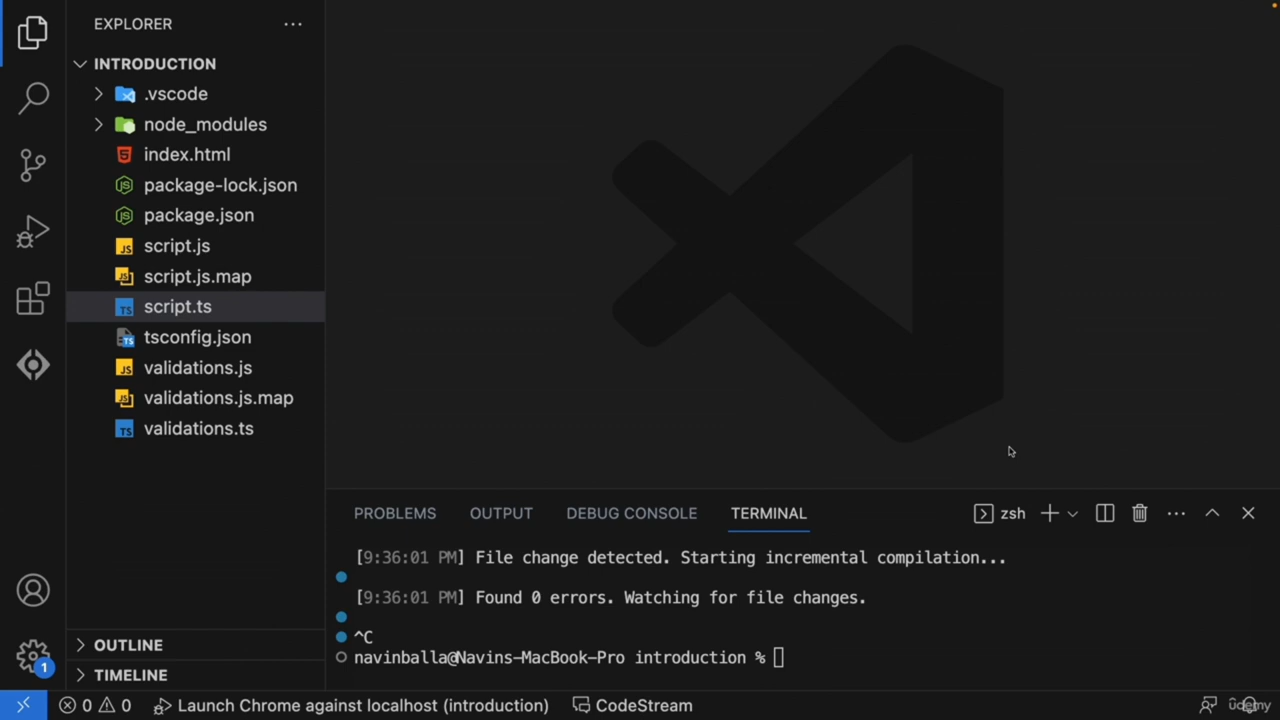 EXPLORER
INTRODUCTION
.vscode
node_modules
index.html
package-lock.json
package.json
script.js
script.js.map
script.ts
tsconfig.json
validations.js
validations.js.map
validations.ts
OUTLINE
TIMELINE
PROBLEMS OUTPUT DEBUG CONSOLE TERMINAL zsh
[9:36:01 PM] File change detected. Starting incremental compilation...
[9:36:01 PM] Found 0 errors. Watching for file changes.
^C
navinballa@Navins-MacBook-Pro introduction %
1
0 0 Launch Chrome against localhost (introduction) CodeStream
udemy